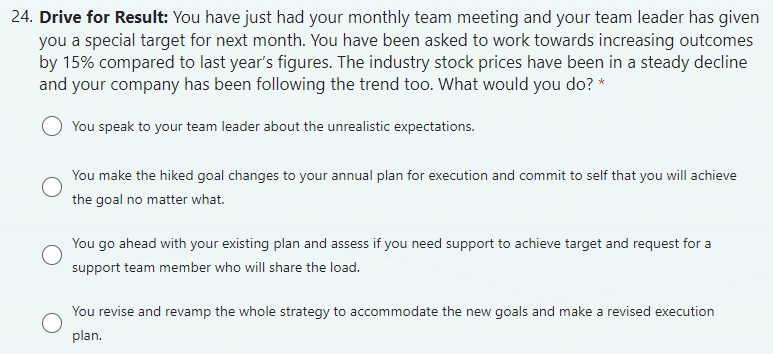 24. Drive for Result: You have just had your monthly team meeting and your team leader has given
you a special target for next month. You have been asked to work towards increasing outcomes
by 15% compared to last year's figures. The industry stock prices have been in a steady decline
and your company has been following the trend too. What would you do? *
You speak to your team leader about the unrealistic expectations.
You make the hiked goal changes to your annual plan for execution and commit to self that you will achieve
the goal no matter what.
You go ahead with your existing plan and assess if you need support to achieve target and request for a
support team member who will share the load.
You revise and revamp the whole strategy to accommodate the new goals and make a revised execution
plan.